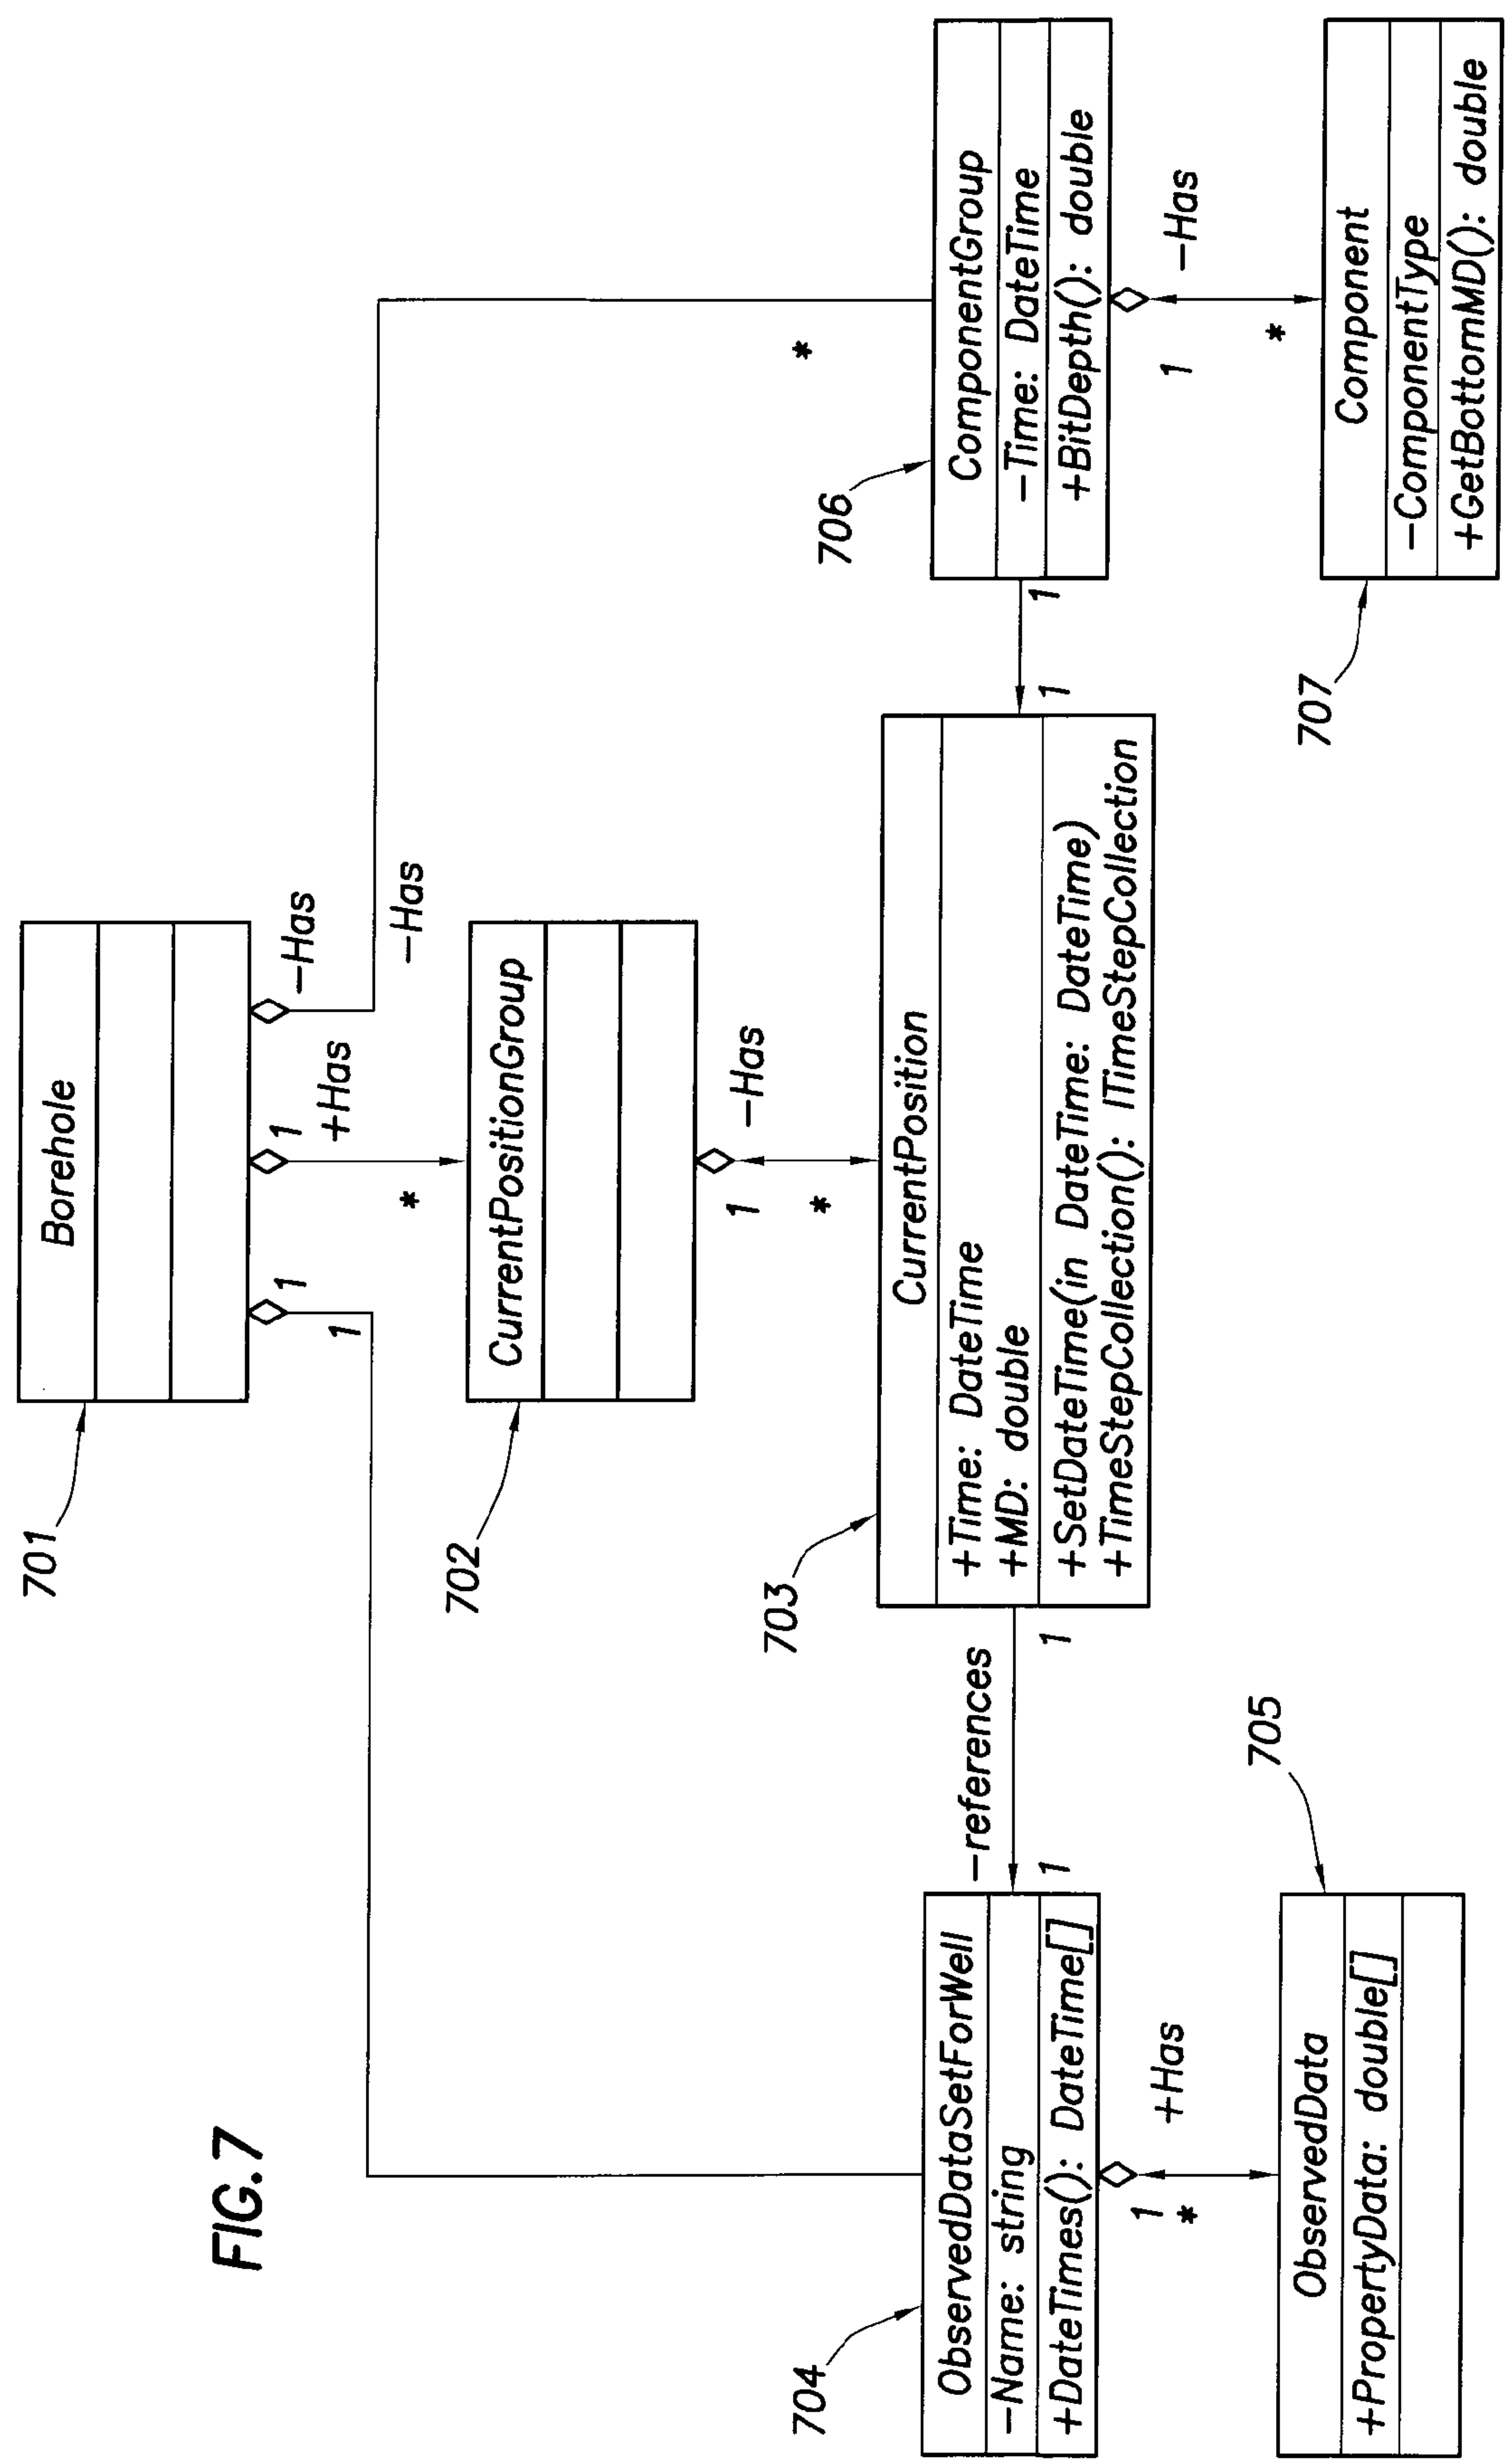 FIG.7
701
Borehole
1
1
1
+Has
-Has
-Has
*
*
702
CurrentPositionGroup
1
-Has
*
703
CurrentPosition
+Time: DateTime
+MD: double
+SetDateTime(in DateTime: DateTime)
+TimeStepCollection(): ITimeStepCollection
-references
1
1
704
ObservedDataSetForWell
-Name: string
+DateTimes(): DateTime[]
1
*
+Has
705
ObservedData
+PropertyData: double[]
706
ComponentGroup
-Time: DateTime
+BitDepth(): double
1
1
1
-Has
*
707
Component
-ComponentType
+GetBottomMD(): double